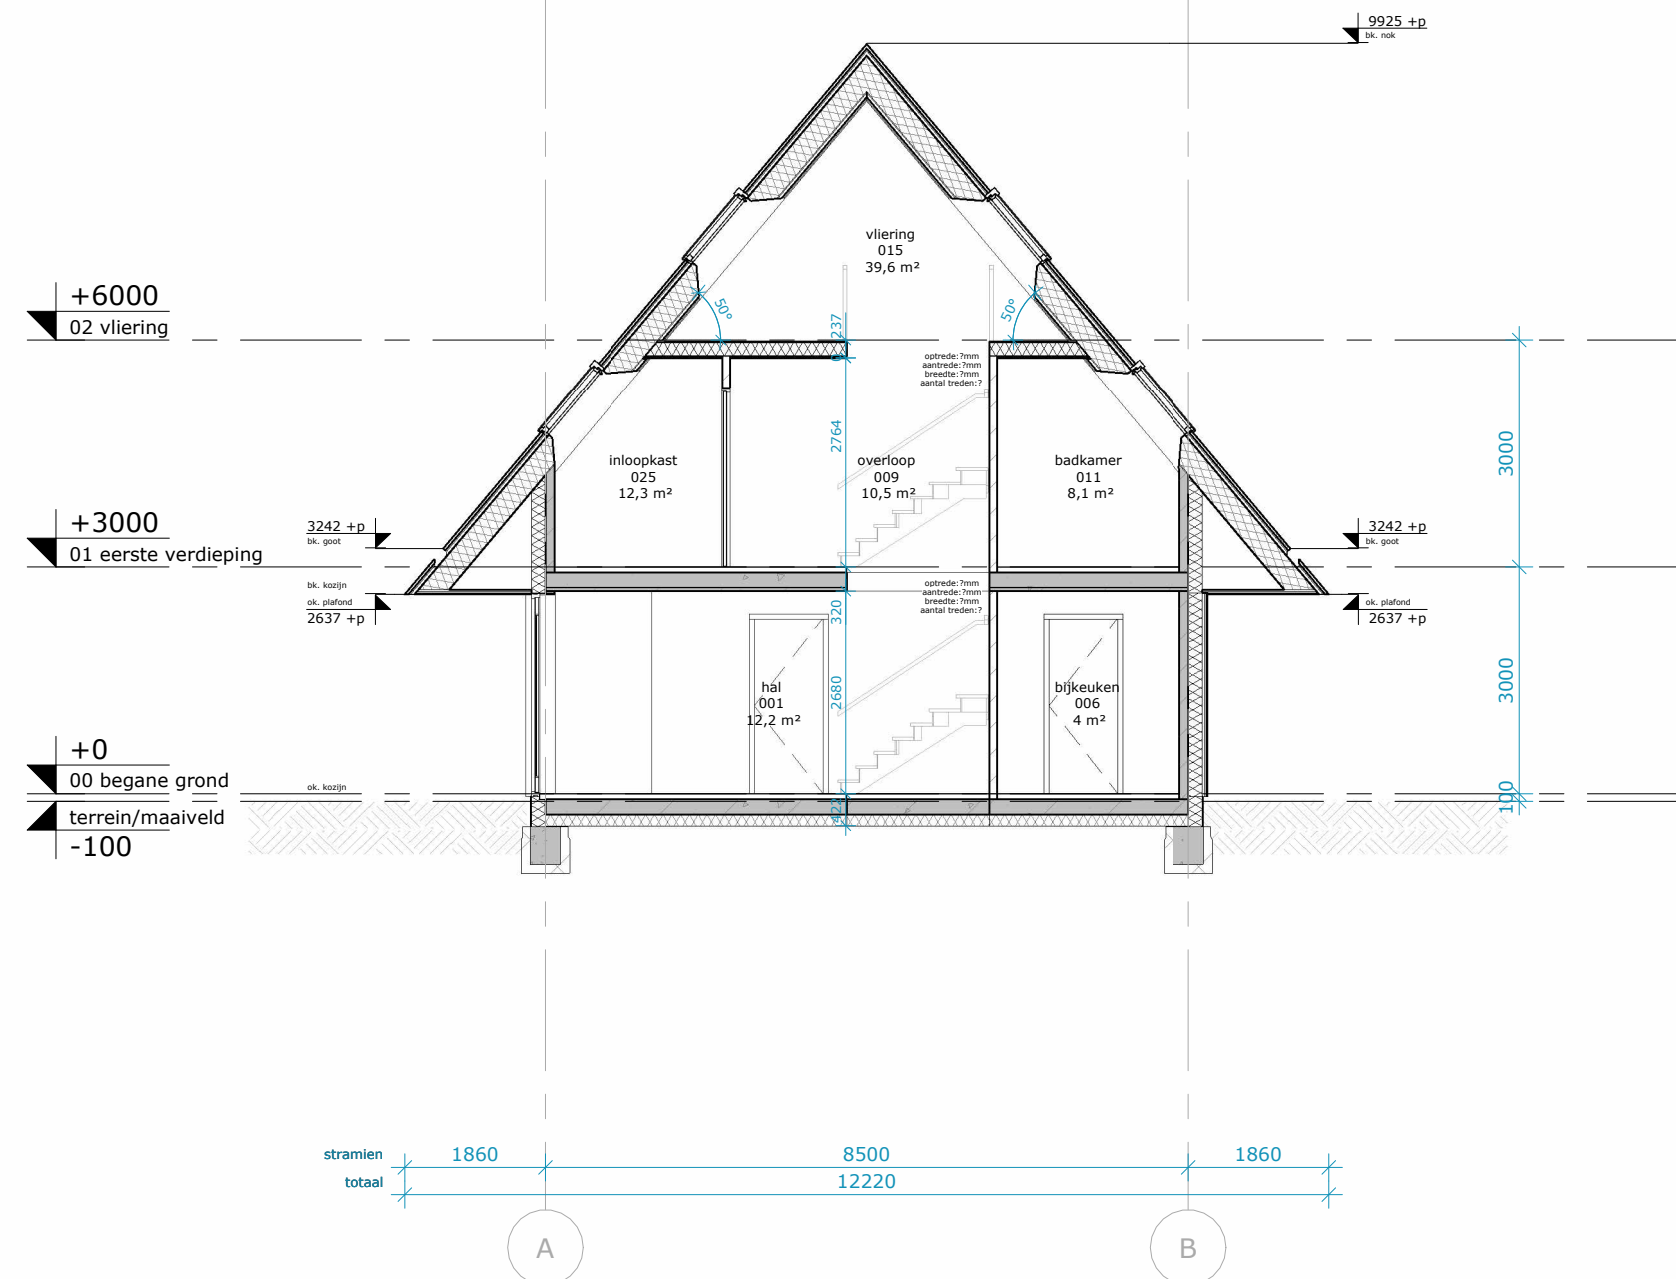 9925 +p
bk. nok
vliering
015
39,6 m²
+6000
02 vliering
50°
50°
237
0
optrede:?mm
aantrede:?mm
breedte:?mm
aantal treden:?
2764
3000
inloopkast
025
12,3 m²
overloop
009
10,5 m²
badkamer
011
8,1 m²
+3000
01 eerste verdieping
3242 +p
bk. goot
3242 +p
bk. goot
bk. kozijn
ok. plafond
2637 +p
ok. plafond
2637 +p
optrede:?mm
aantrede:?mm
breedte:?mm
aantal treden:?
320
2680
3000
hal
001
12,2 m²
bijkeuken
006
4 m²
+0
00 begane grond
ok. kozijn
100
422
terrein/maaiveld
-100
stramien
1860
8500
1860
totaal
12220
A
B